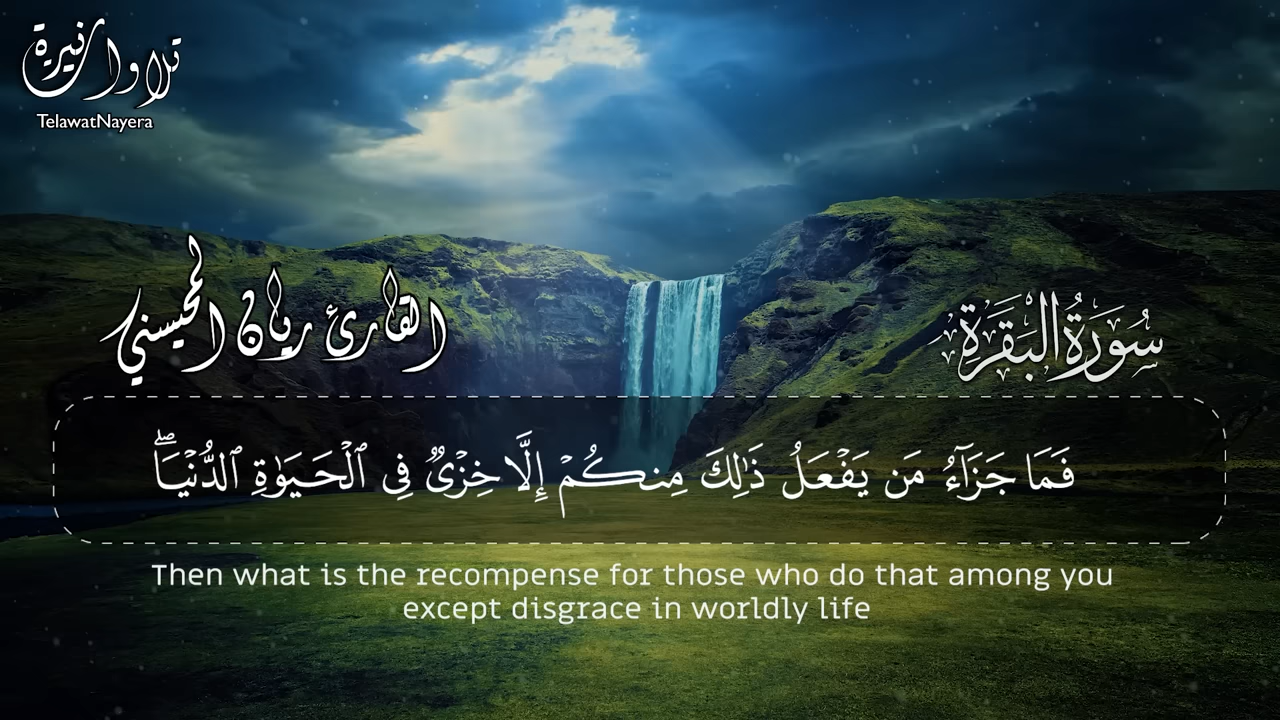 تلاوات نيرة
TelawatNayera
القارئ ريان المحيسني
سُورَةُ البَقَرَةِ
فَمَا جَزَآءُ مَن يَفۡعَلُ ذَٰلِكَ مِنكُمۡ إِلَّا خِزۡيٞ فِي ٱلۡحَيَوٰةِ ٱلدُّنۡيَاۖ
Then what is the recompense for those who do that among you
except disgrace in worldly life